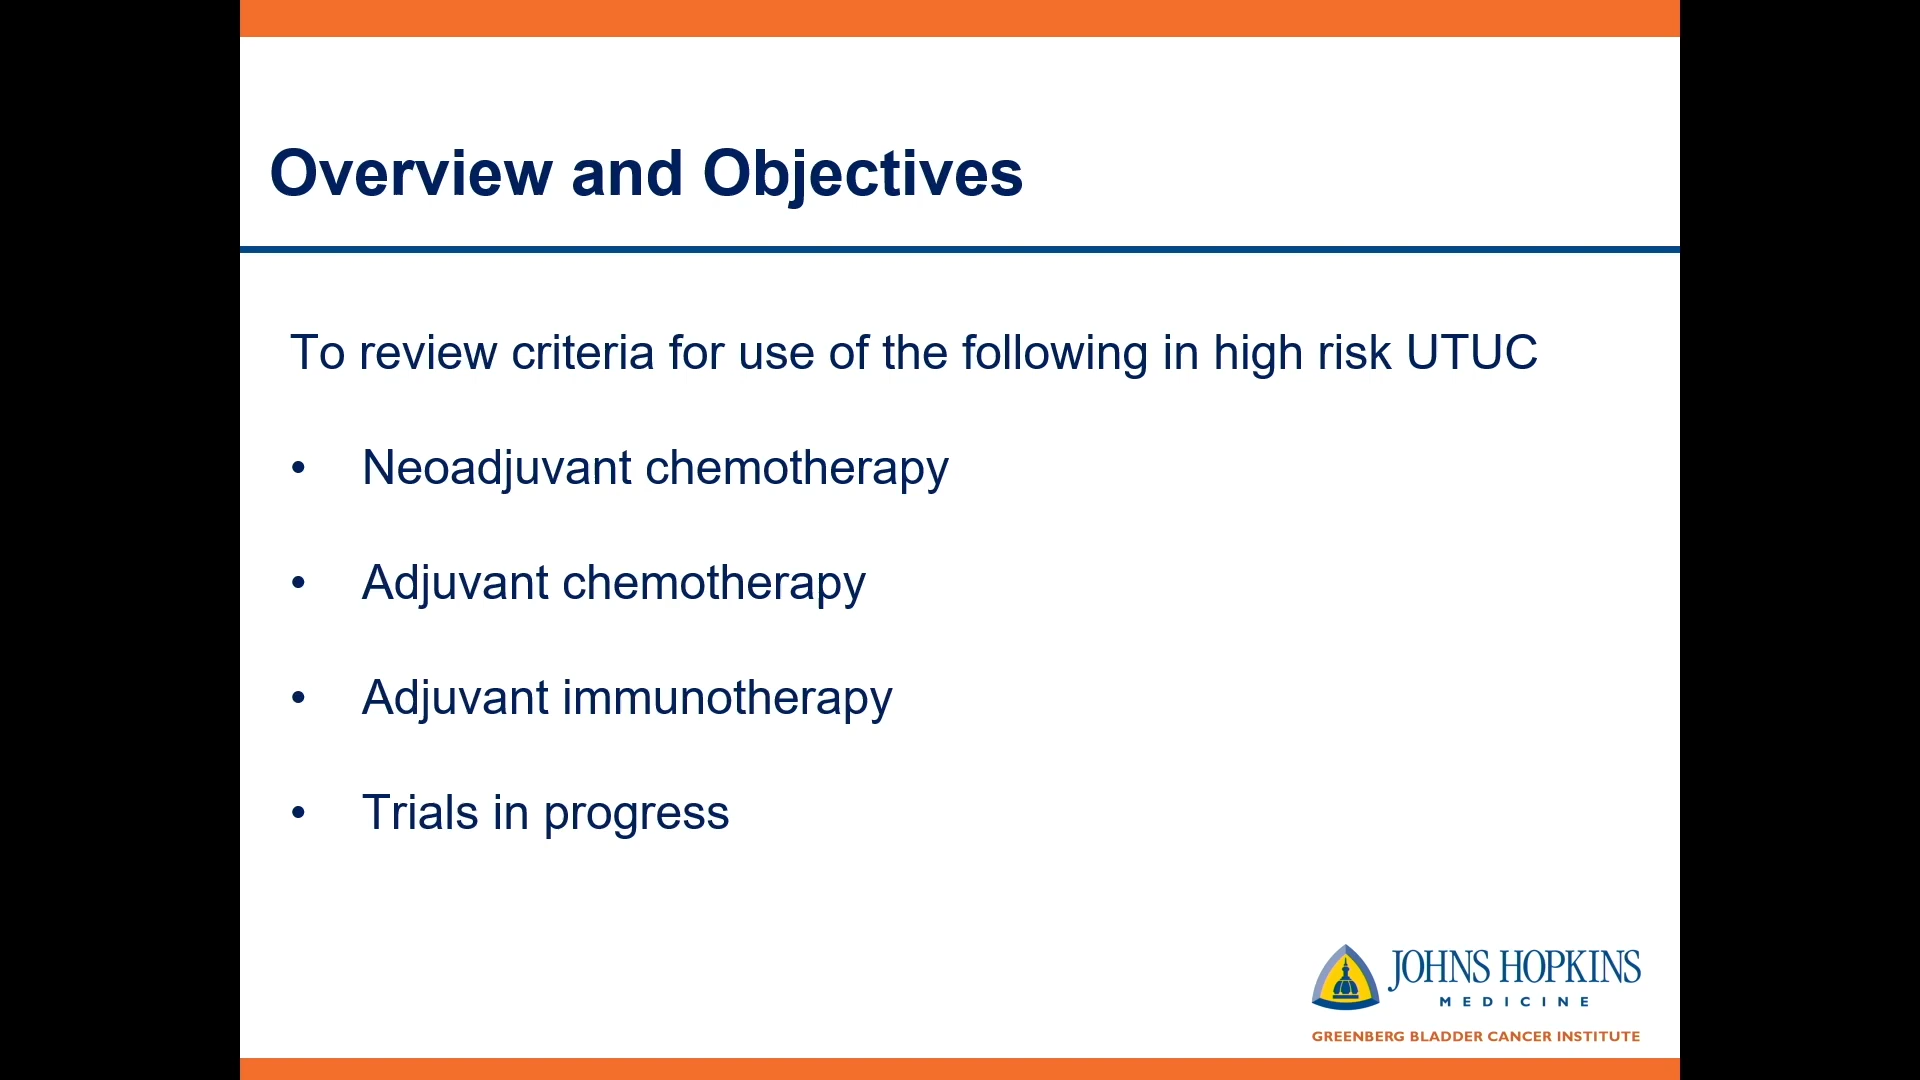 Overview and Objectives
To review criteria for use of the following in high risk UTUC
• Neoadjuvant chemotherapy
• Adjuvant chemotherapy
• Adjuvant immunotherapy
• Trials in progress
JOHNS HOPKINS
MEDICINE
GREENBERG BLADDER CANCER INSTITUTE